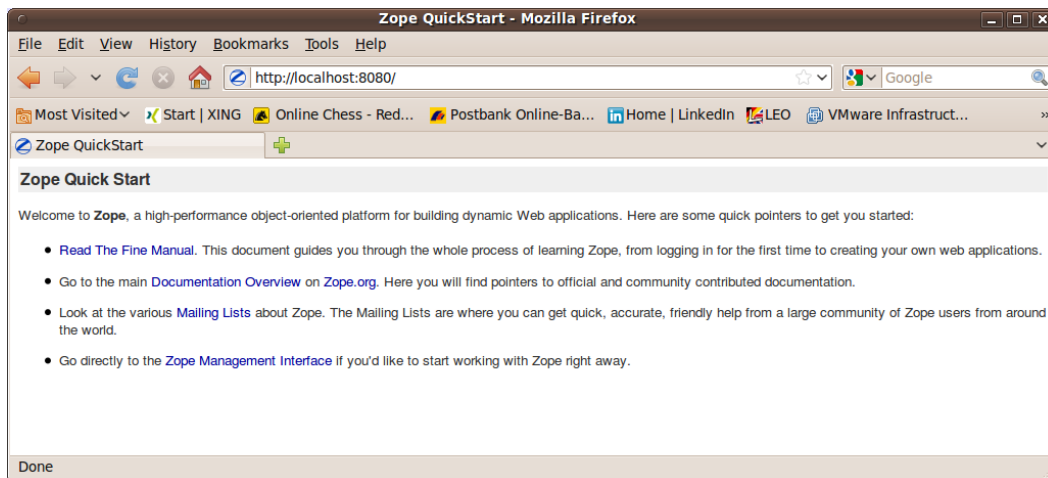 Zope QuickStart - Mozilla Firefox
File Edit View History Bookmarks Tools Help
http://localhost:8080/ Google
Most Visited Start | XING Online Chess - Red... Postbank Online-Ba... Home | LinkedIn LEO VMware Infrastruct... »
Zope QuickStart
Zope Quick Start
Welcome to Zope, a high-performance object-oriented platform for building dynamic Web applications. Here are some quick pointers to get you started:
• Read The Fine Manual. This document guides you through the whole process of learning Zope, from logging in for the first time to creating your own web applications.
• Go to the main Documentation Overview on Zope.org. Here you will find pointers to official and community contributed documentation.
• Look at the various Mailing Lists about Zope. The Mailing Lists are where you can get quick, accurate, friendly help from a large community of Zope users from around
the world.
• Go directly to the Zope Management Interface if you'd like to start working with Zope right away.
Done